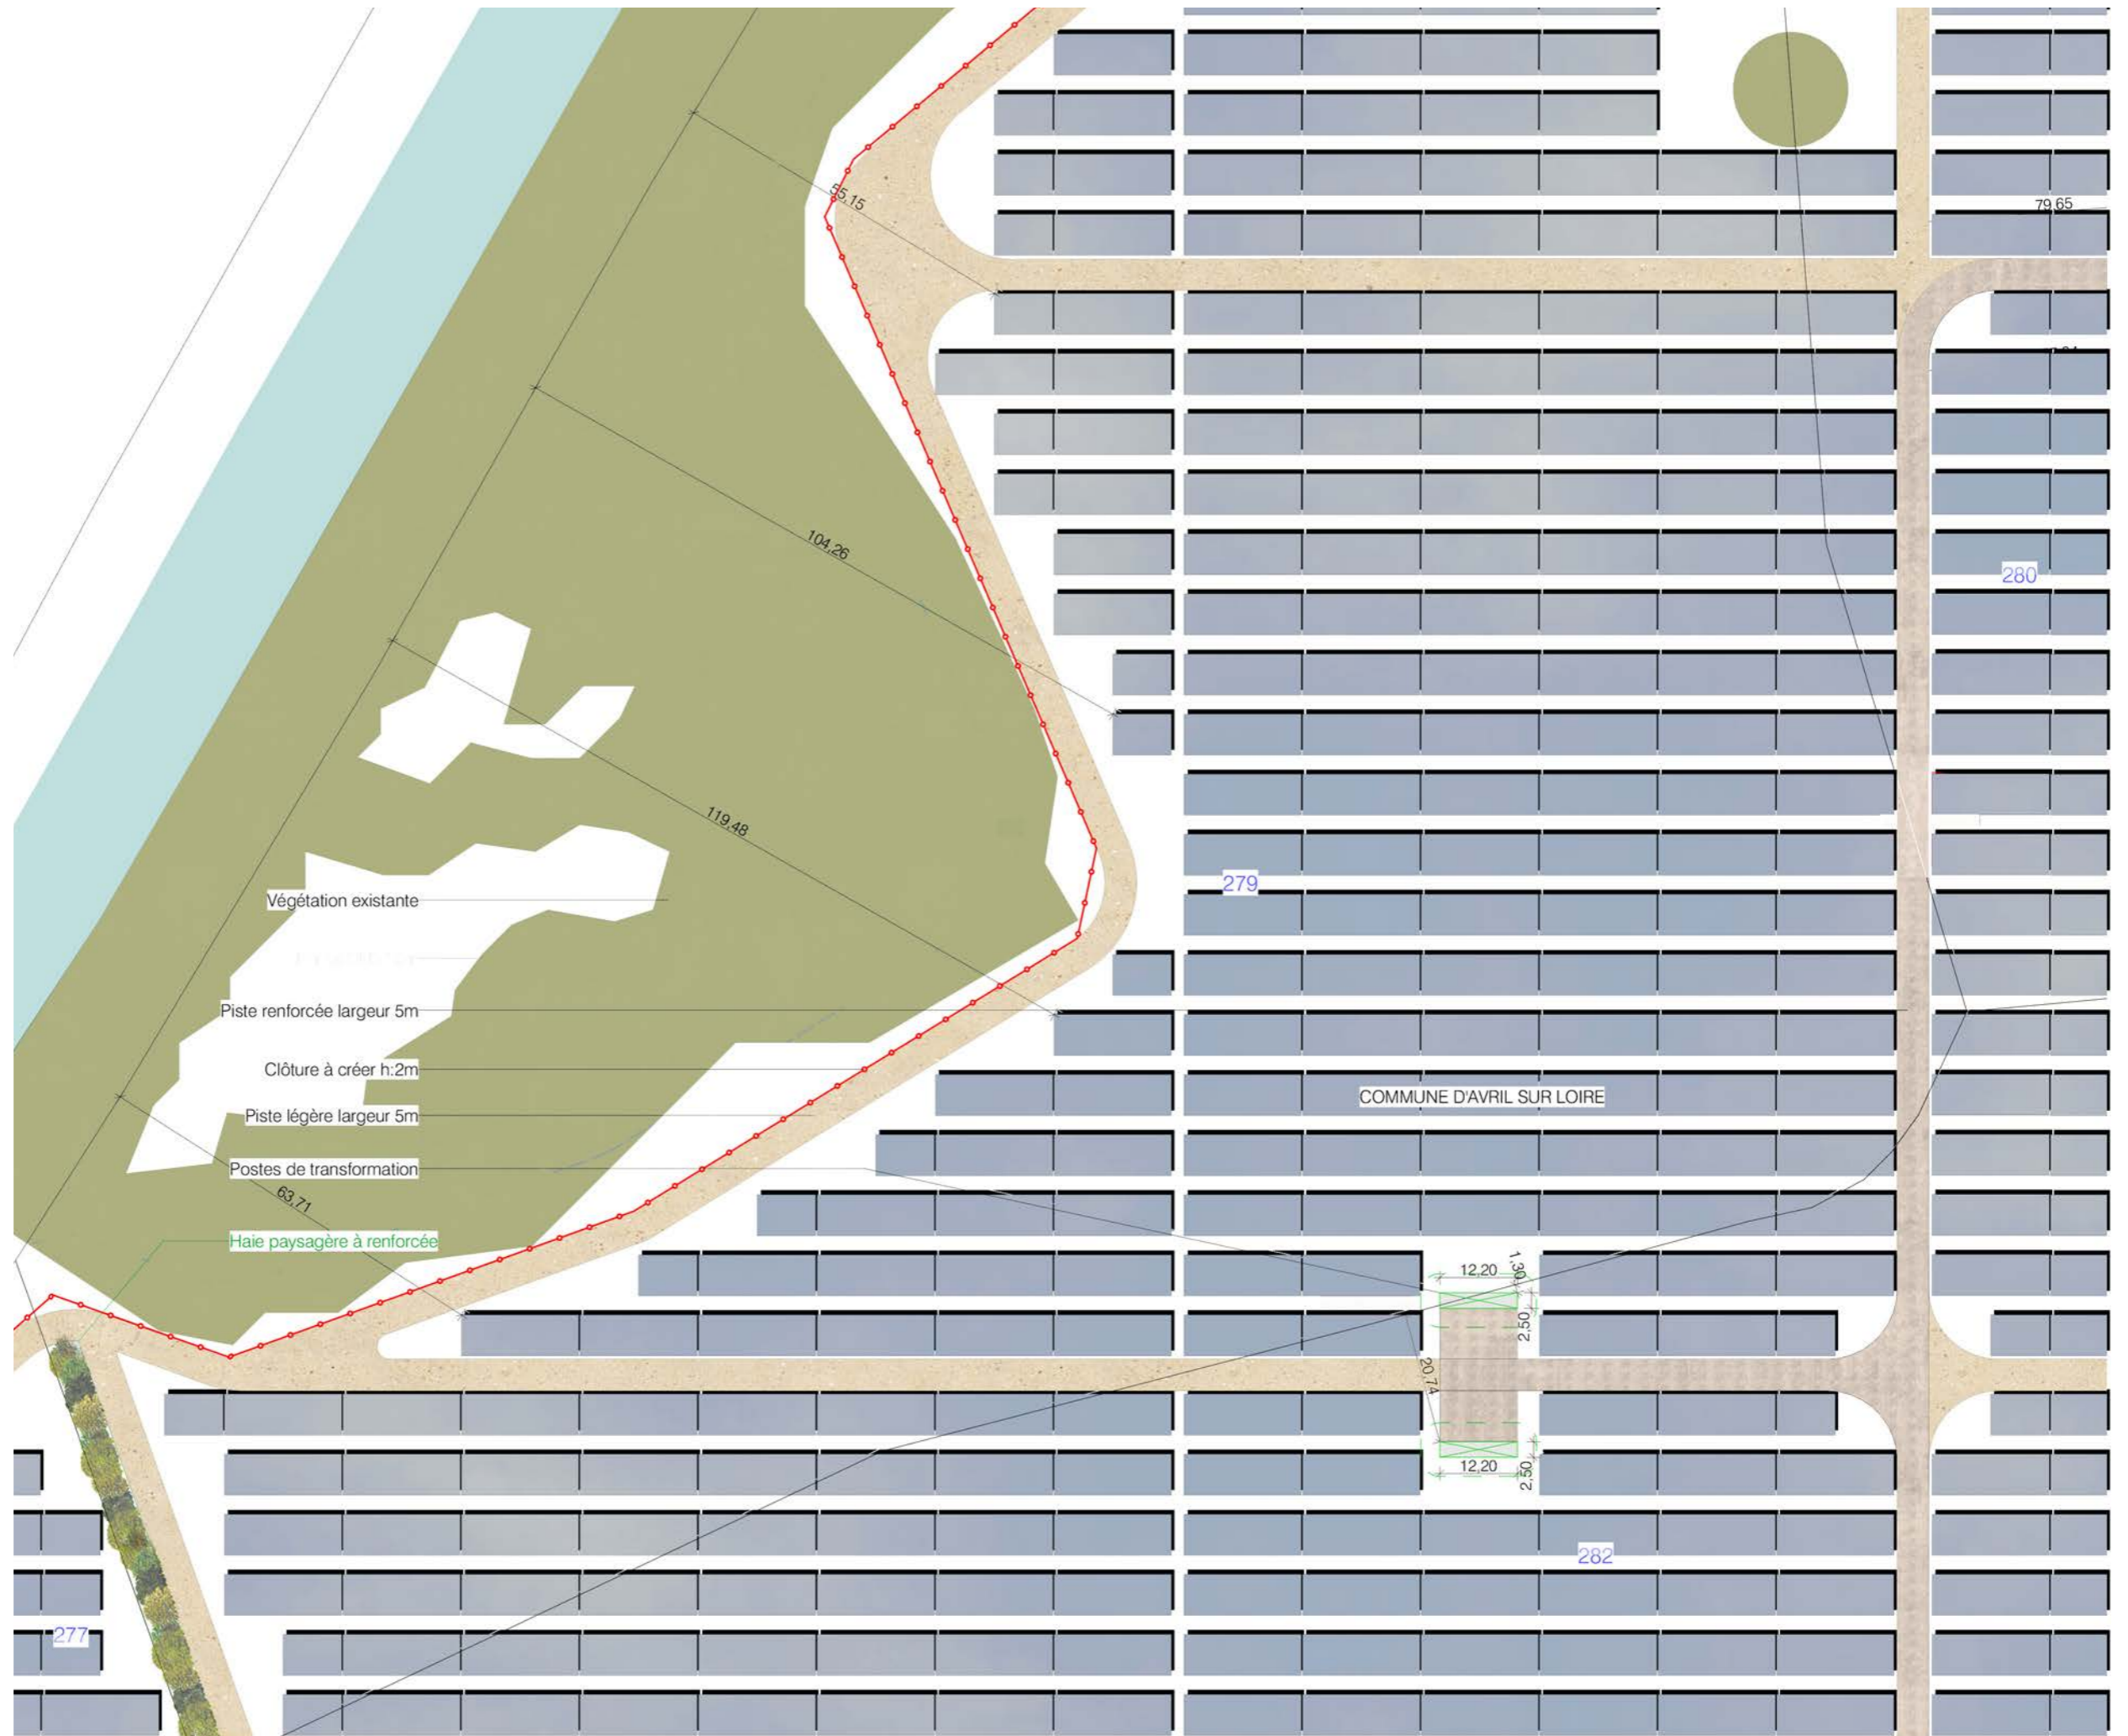 55,15
79,65
104,26
280
119,48
279
Végétation existante
Piste renforcée largeur 5m
Clôture à créer h:2m
COMMUNE D'AVRIL SUR LOIRE
Piste légère largeur 5m
Postes de transformation
63,71
Haie paysagère à renforcée
12,20
1,30
2,50
20,74
12,20
2,50
282
277